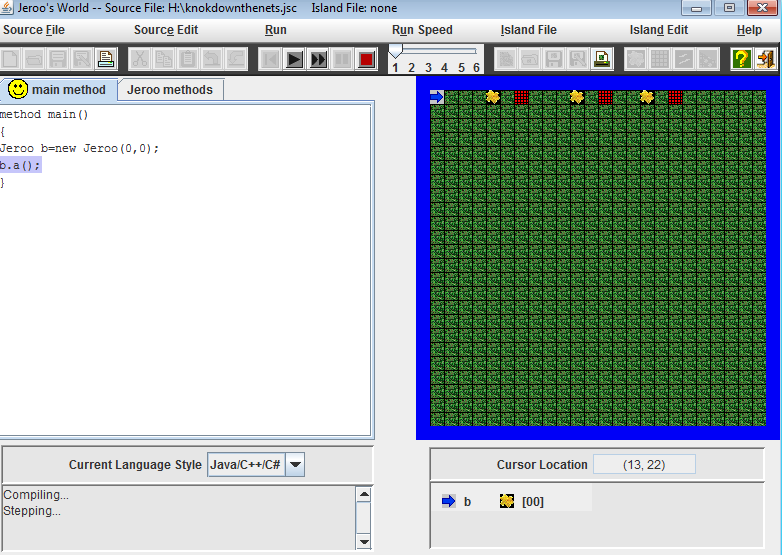 Jeroo's World -- Source File: H:\knokdownthenets.jsc Island File: none
Source File Source Edit Run Run Speed Island File Island Edit Help
1 2 3 4 5 6
main method Jeroo methods
method main()
{
Jeroo b=new Jeroo(0,0);
b.a();
}
Current Language Style Java/C++/C#
Cursor Location (13, 22)
Compiling...
Stepping...
b [00]